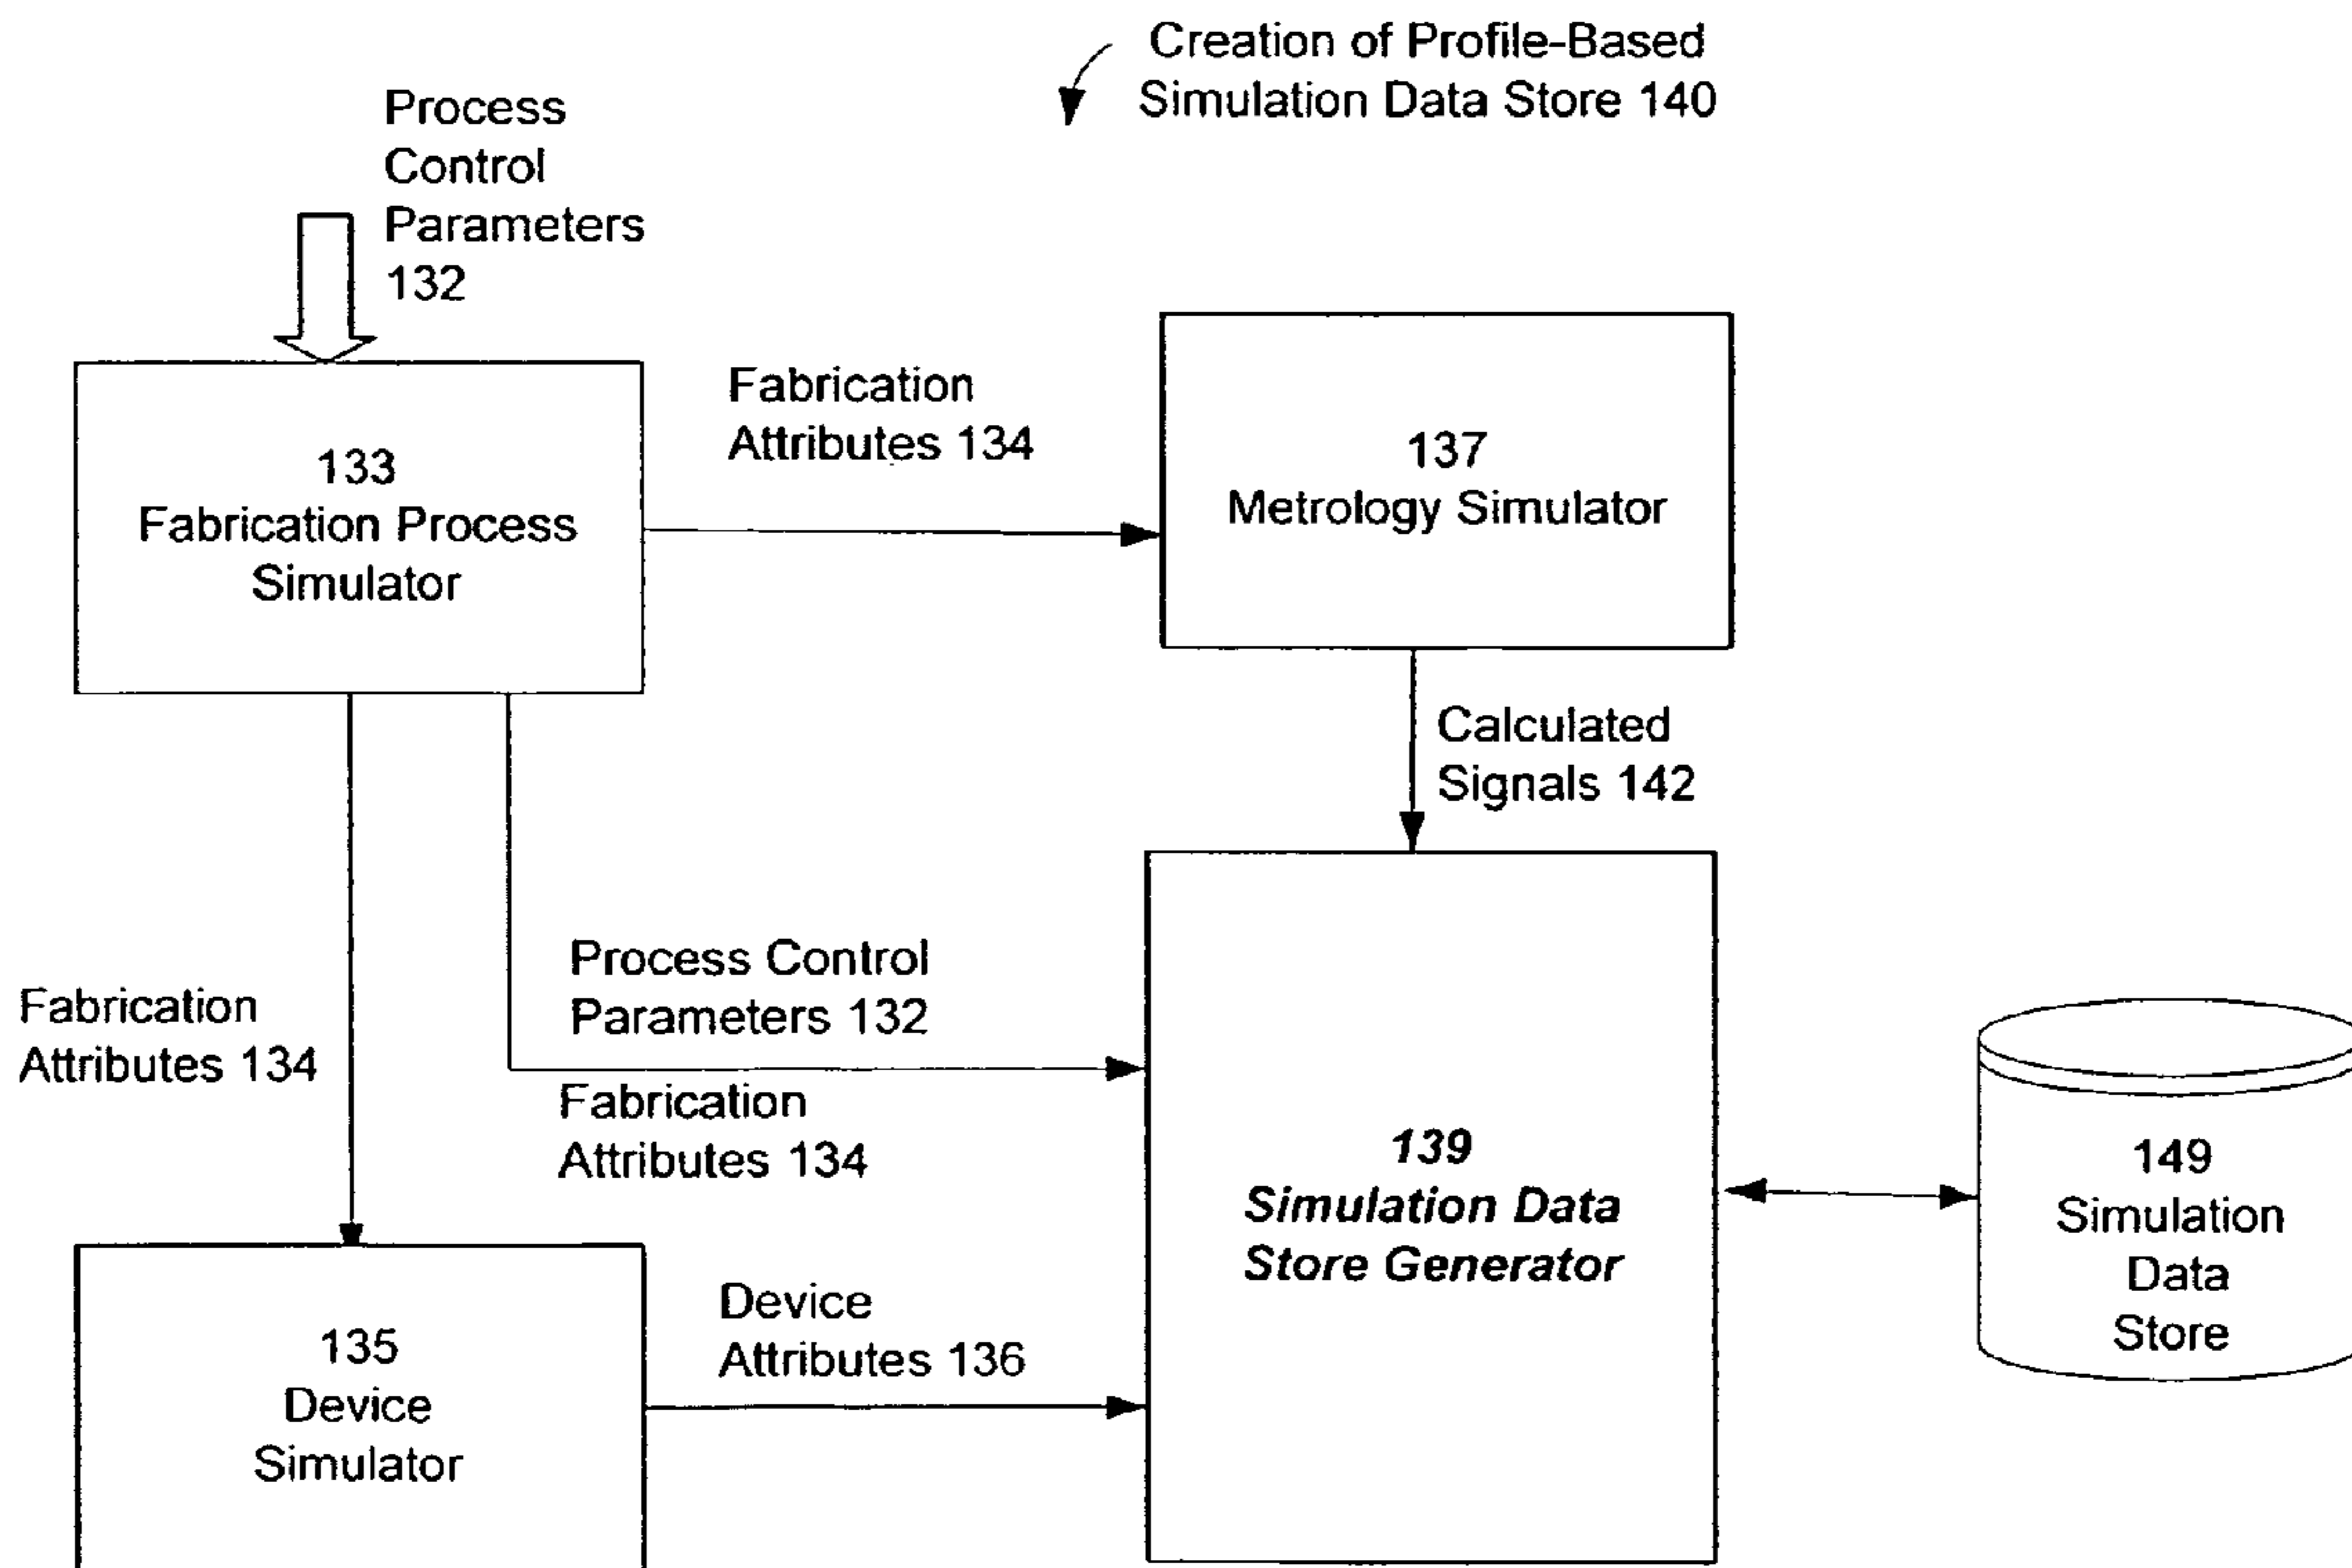 Creation of Profile-Based
Simulation Data Store 140
Process
Control
Parameters
132
133
Fabrication Process
Simulator
Fabrication
Attributes 134
137
Metrology Simulator
Calculated
Signals 142
Process Control
Parameters 132
Fabrication
Attributes 134
Fabrication
Attributes 134
139
Simulation Data
Store Generator
149
Simulation
Data
Store
135
Device
Simulator
Device
Attributes 136